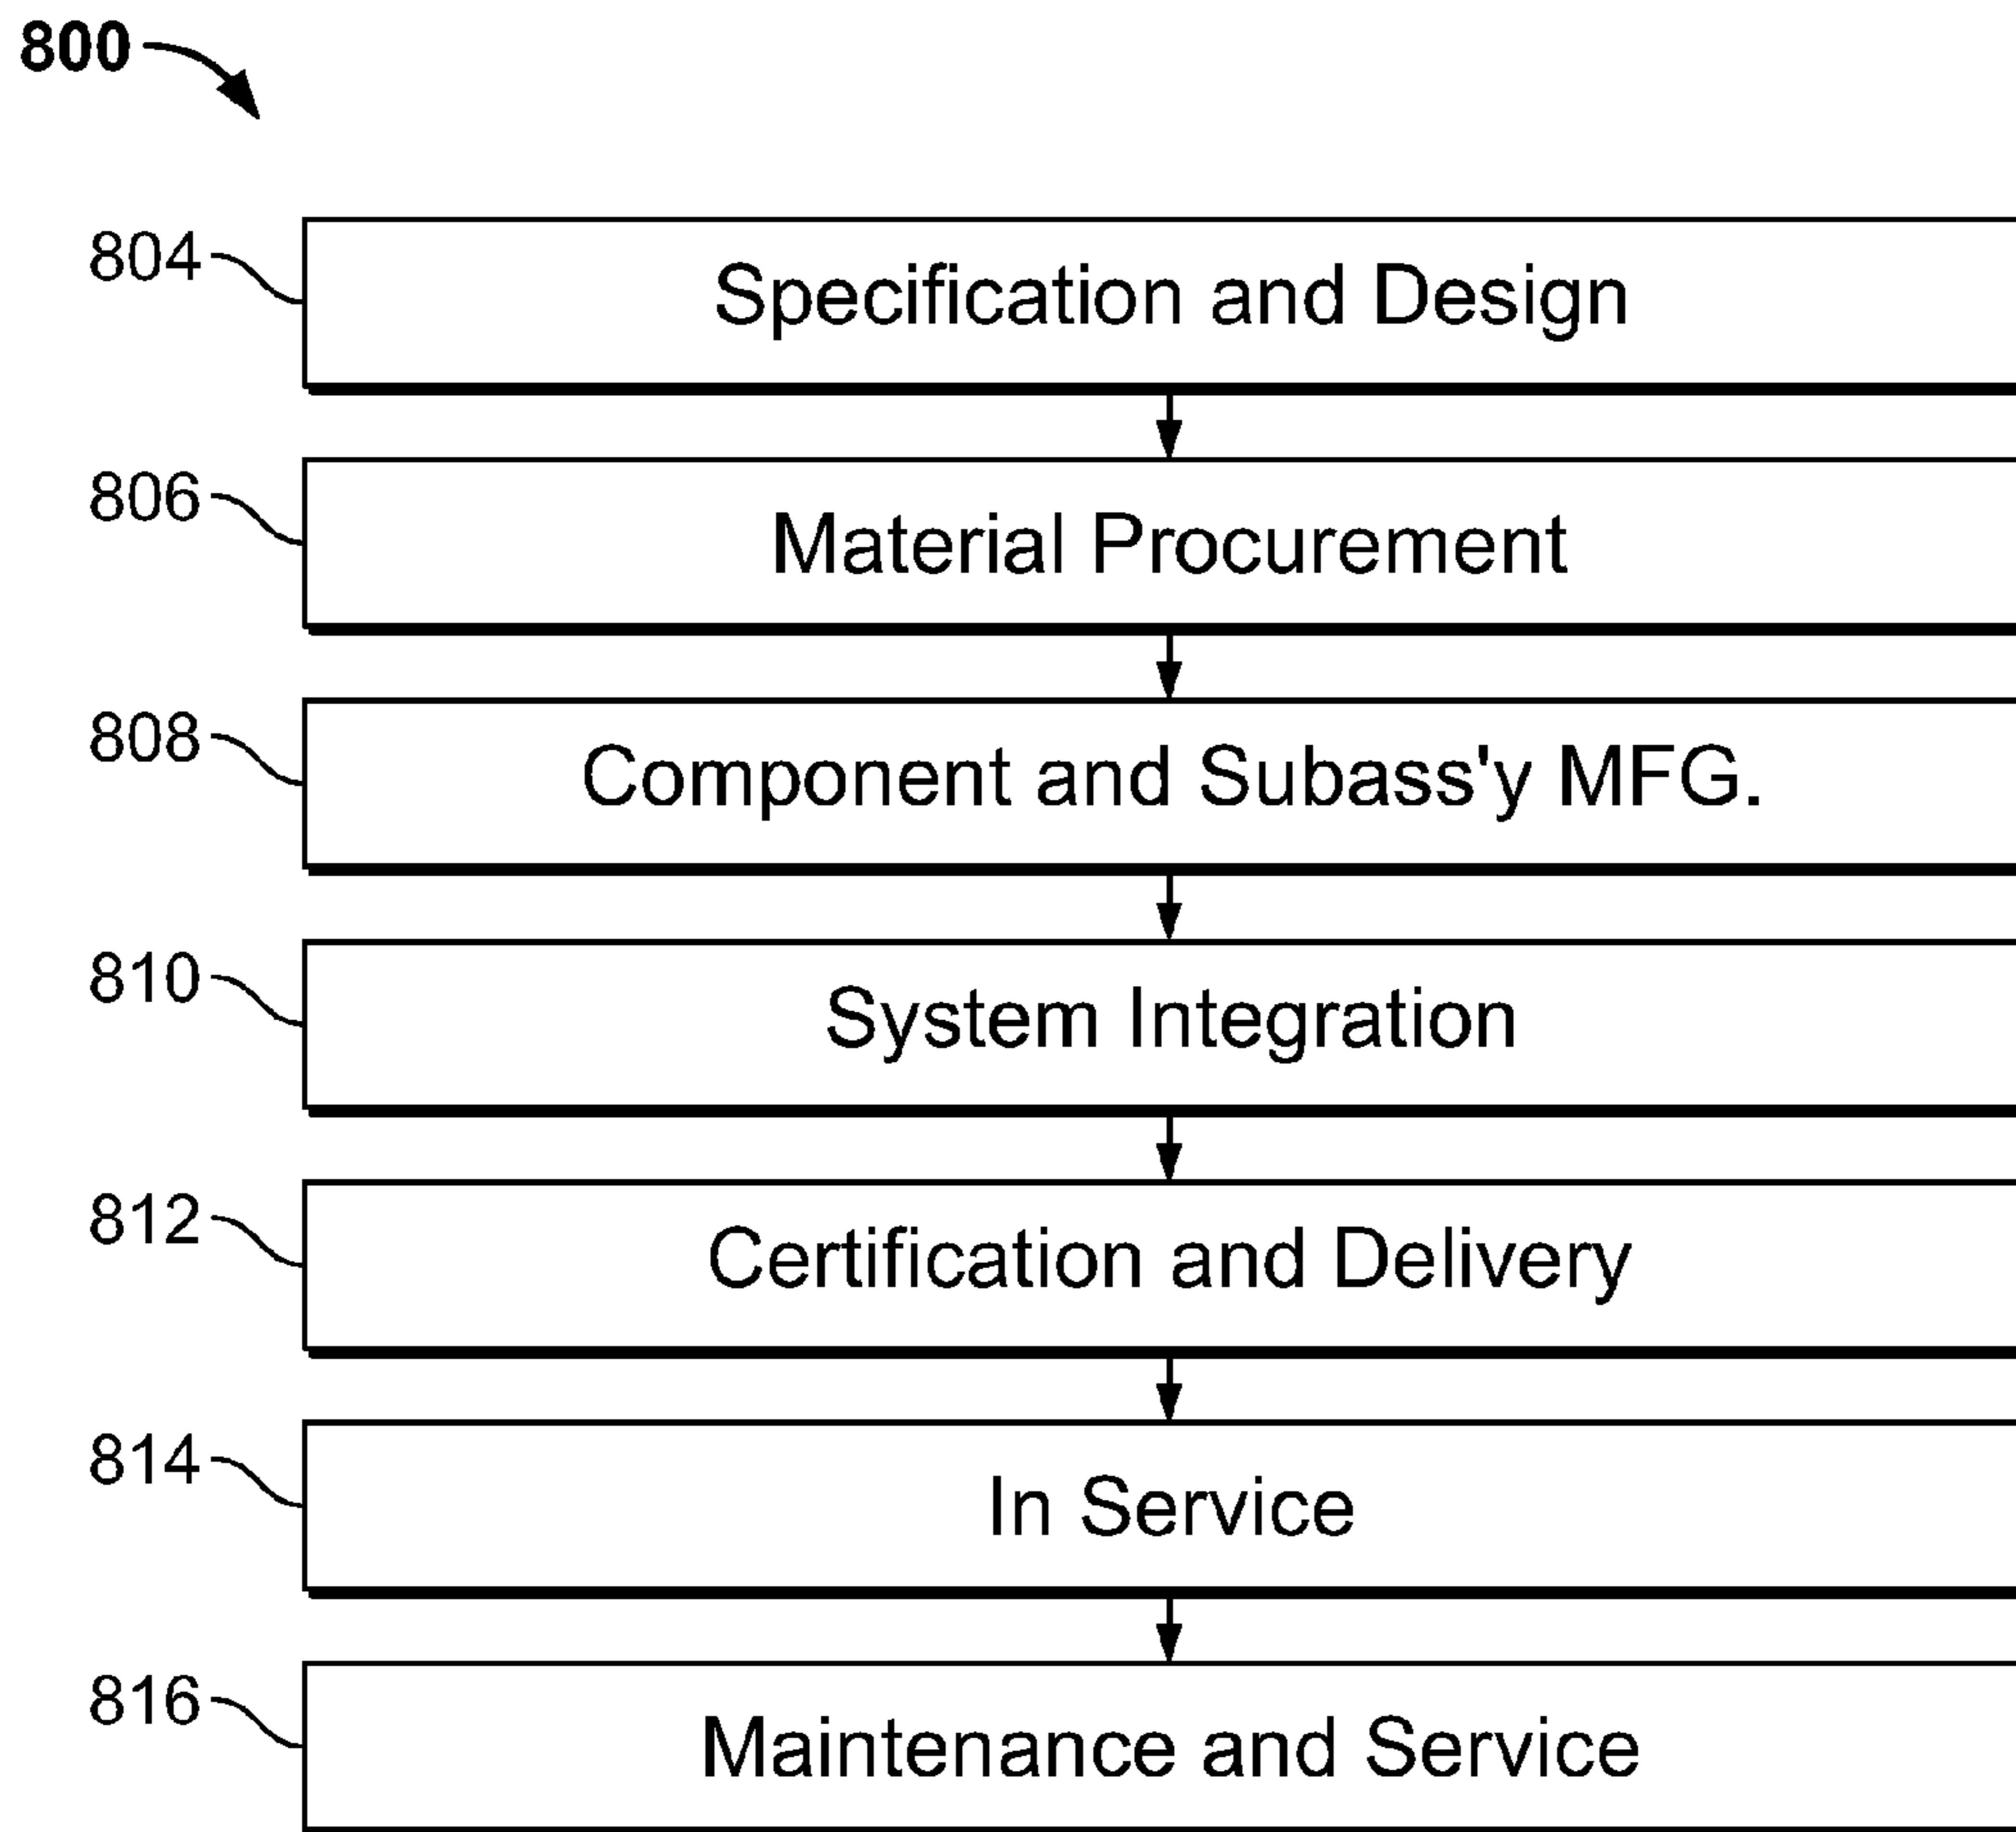 800
804 Specification and Design
806 Material Procurement
808 Component and Subass'y MFG.
810 System Integration
812 Certification and Delivery
814 In Service
816 Maintenance and Service